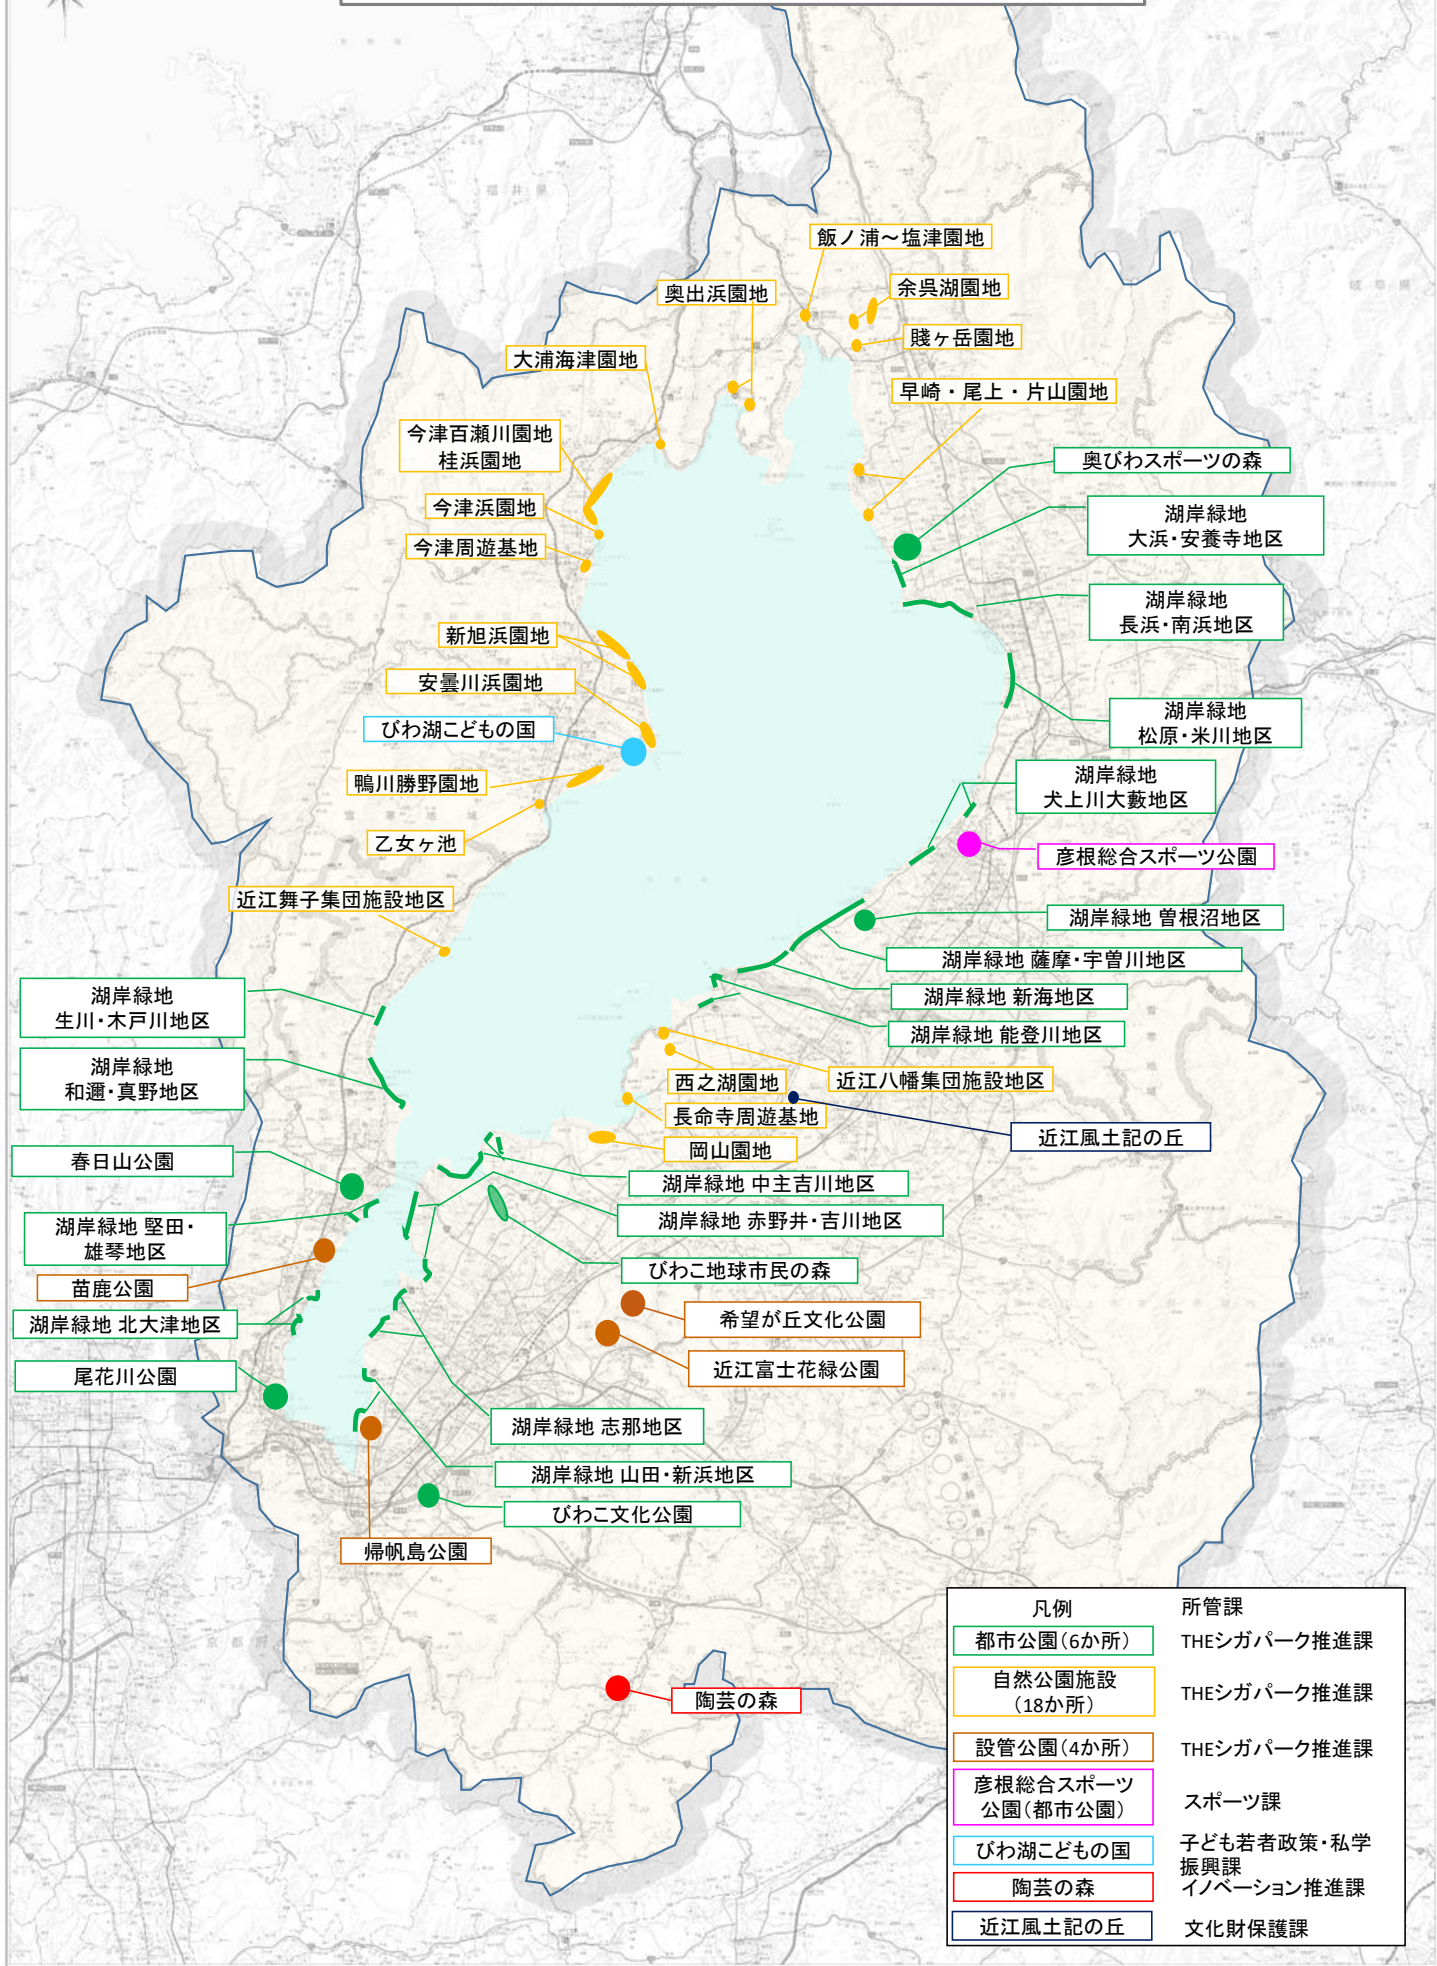 福井県
岐阜県
飯ノ浦～塩津園地
奥出浜園地
余呉湖園地
賤ヶ岳園地
大浦海津園地
早崎・尾上・片山園地
今津百瀬川園地
桂浜園地
奥びわスポーツの森
今津浜園地
湖岸緑地
大浜・安養寺地区
今津周遊基地
湖岸緑地
長浜・南浜地区
新旭浜園地
安曇川浜園地
びわ湖こどもの国
湖岸緑地
松原・米川地区
鴨川勝野園地
湖岸緑地
犬上川大藪地区
乙女ヶ池
彦根総合スポーツ公園
近江舞子集団施設地区
湖岸緑地 曽根沼地区
湖岸緑地 薩摩・宇曽川地区
湖岸緑地 新海地区
湖岸緑地
生川・木戸川地区
湖岸緑地 能登川地区
湖岸緑地
和邇・真野地区
西之湖園地
近江八幡集団施設地区
長命寺周遊基地
近江風土記の丘
岡山園地
春日山公園
湖岸緑地 中主吉川地区
湖岸緑地 赤野井・吉川地区
湖岸緑地 堅田・
雄琴地区
びわこ地球市民の森
苗鹿公園
希望が丘文化公園
湖岸緑地 北大津地区
近江富士花緑公園
尾花川公園
湖岸緑地 志那地区
湖岸緑地 山田・新浜地区
びわこ文化公園
帰帆島公園
京都府
陶芸の森
凡例 所管課
都市公園(6か所) THEシガパーク推進課
自然公園施設
(18か所) THEシガパーク推進課
設管公園(4か所) THEシガパーク推進課
彦根総合スポーツ
公園(都市公園) スポーツ課
びわ湖こどもの国 子ども若者政策・私学
振興課
陶芸の森 イノベーション推進課
近江風土記の丘 文化財保護課